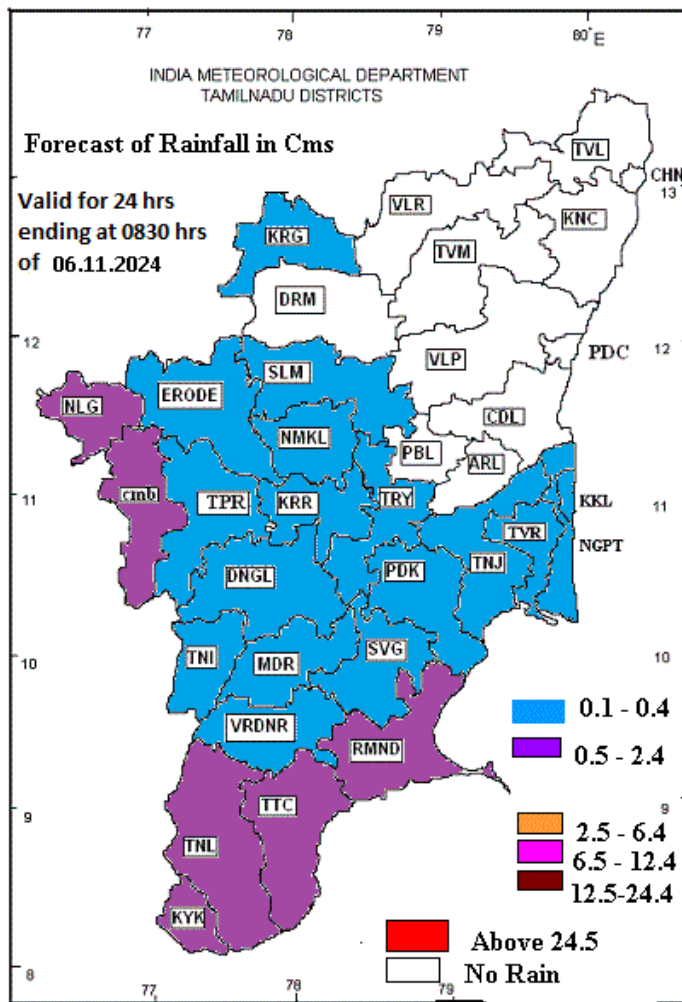 77 78 79 80 E
INDIA METEOROLOGICAL DEPARTMENT
TAMILNADU DISTRICTS
Forecast of Rainfall in Cms
Valid for 24 hrs
ending at 0830 hrs
of 06.11.2024
TVL
CHN
13
VLR
KNC
KRG
TVM
DRM
12
12
PDC
VLP
SLM
ERODE
NLG
CDL
NMKL
PBL
ARL
11
cmb
TPR
KRR
TRY
KKL
11
TVR
NGPT
DNGL
PDK
TNJ
10
TNI
MDR
SVG
10
VRDNR
RMND
0.1 - 0.4
0.5 - 2.4
9
TTC
9
TNL
2.5 - 6.4
6.5 - 12.4
12.5-24.4
KYK
Above 24.5
8
No Rain
77 78 79